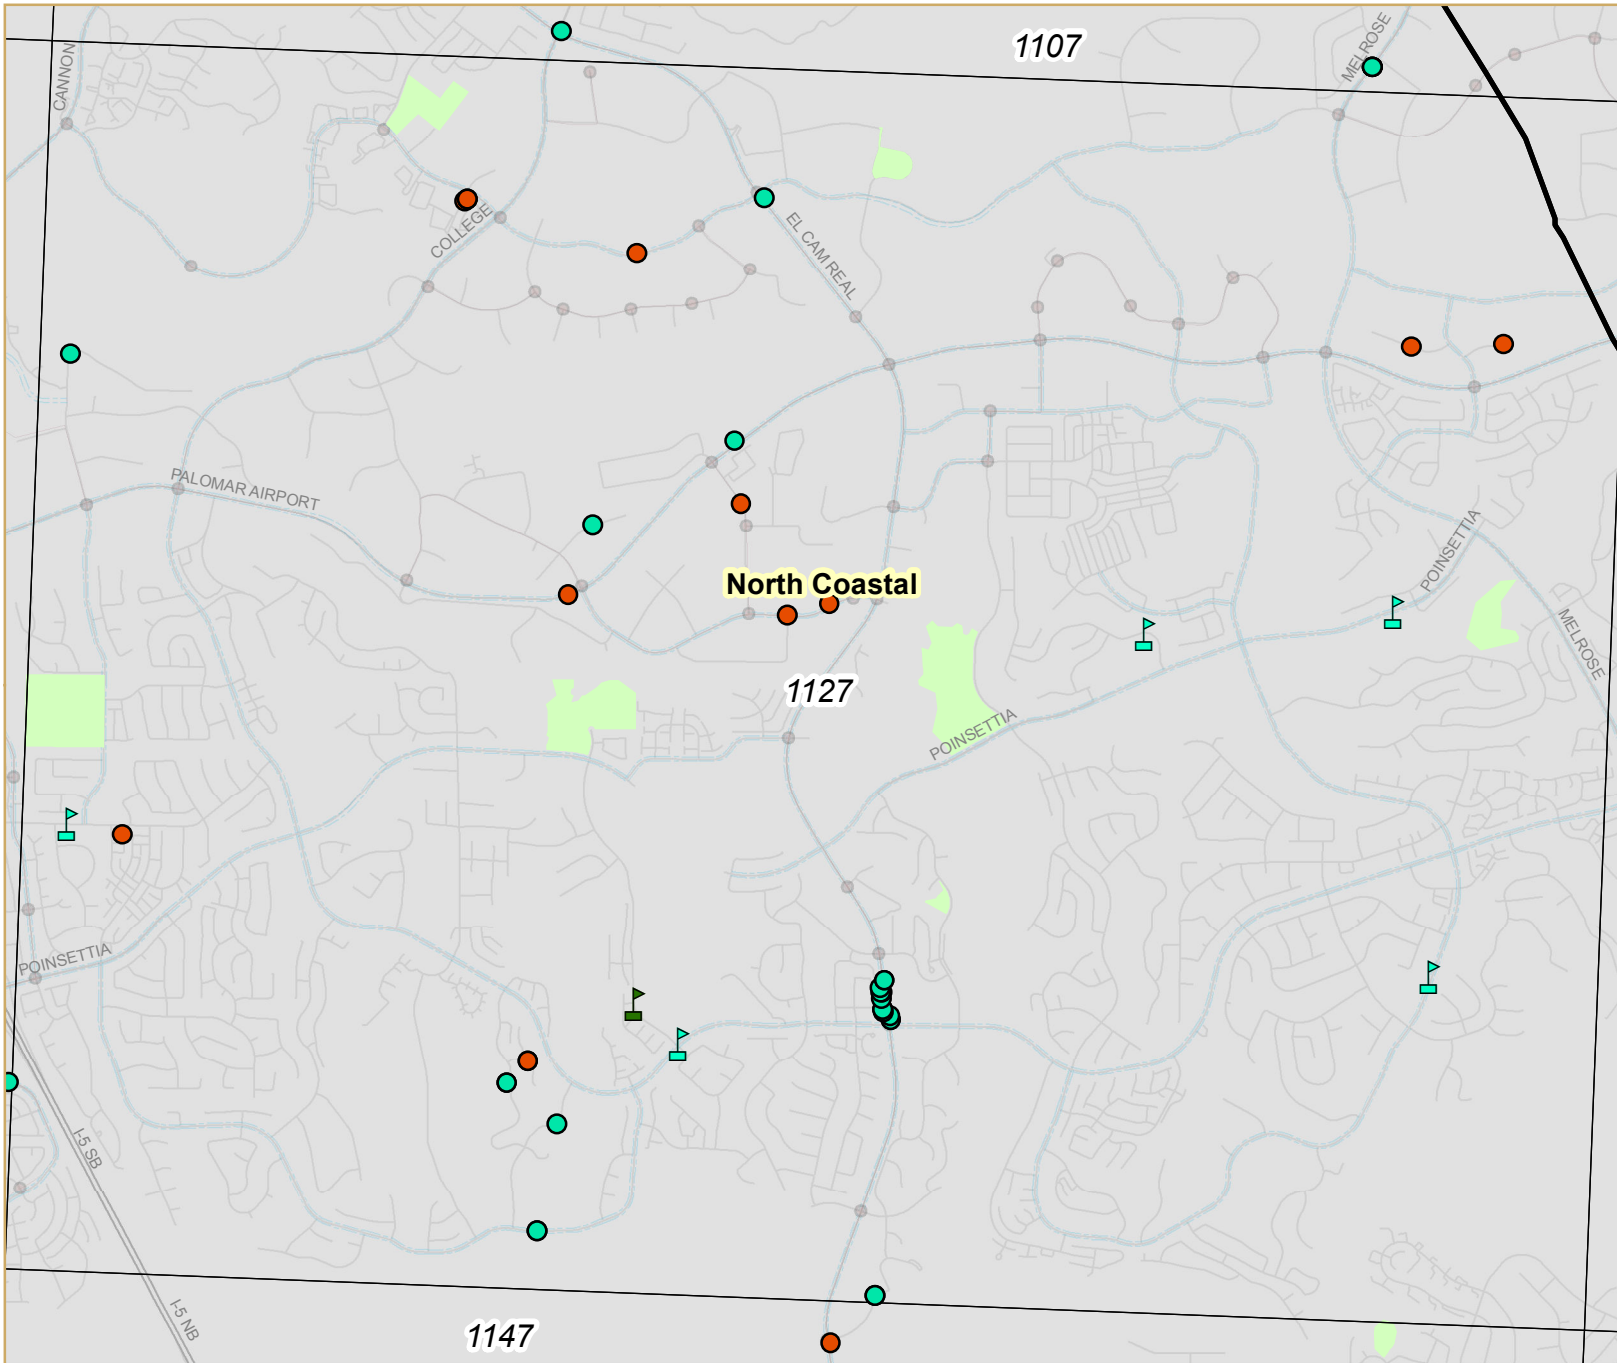 1107
MELROSE
CANNON
COLLEGE
EL CAM REAL
PALOMAR AIRPORT
POINSETTIA
North Coastal
MELROSE
1127
POINSETTIA
POINSETTIA
I-5 SB
I-5 NB
1147